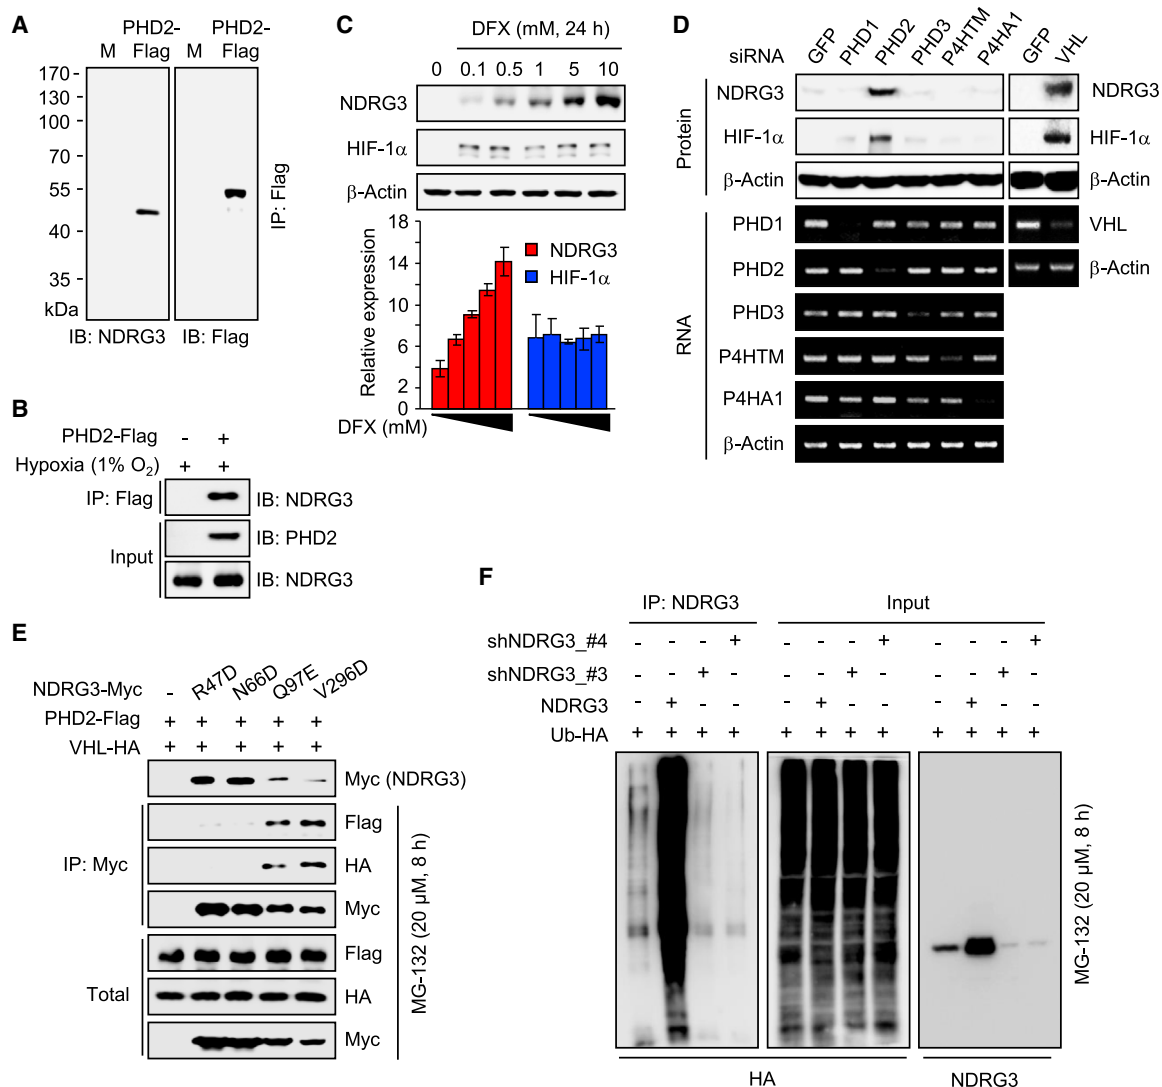 A
PHD2-
PHD2-
M Flag M Flag
170 -
130 -
100 -
70 -
55 -
40 -
35 -
kDa
IP: Flag
IB: NDRG3 IB: Flag
B
PHD2-Flag - +
Hypoxia (1% O₂) + +
IP: Flag IB: NDRG3
Input IB: PHD2
IB: NDRG3
C
DFX (mM, 24 h)
0 0.1 0.5 1 5 10
NDRG3
HIF-1α
β-Actin
Relative expression
18
14
10
6
2
0
NDRG3
HIF-1α
DFX (mM)
D
siRNA GFP PHD1 PHD2 PHD3 P4HTM P4HA1 GFP VHL
Protein
NDRG3 NDRG3
HIF-1α HIF-1α
β-Actin β-Actin
RNA
PHD1 VHL
PHD2 β-Actin
PHD3
P4HTM
P4HA1
β-Actin
E
NDRG3-Myc - R47D N66D Q97E V296D
PHD2-Flag + + + + +
VHL-HA + + + + +
Myc (NDRG3)
IP: Myc
Flag
HA
Myc
Total
Flag
HA
Myc
MG-132 (20 μM, 8 h)
F
IP: NDRG3 Input
shNDRG3_#4 - - - + - - - + - - - +
shNDRG3_#3 - - + - - - + - - - + -
NDRG3 - + - - - + - - - + - -
Ub-HA + + + + + + + + + + + +
MG-132 (20 μM, 8 h)
HA NDRG3